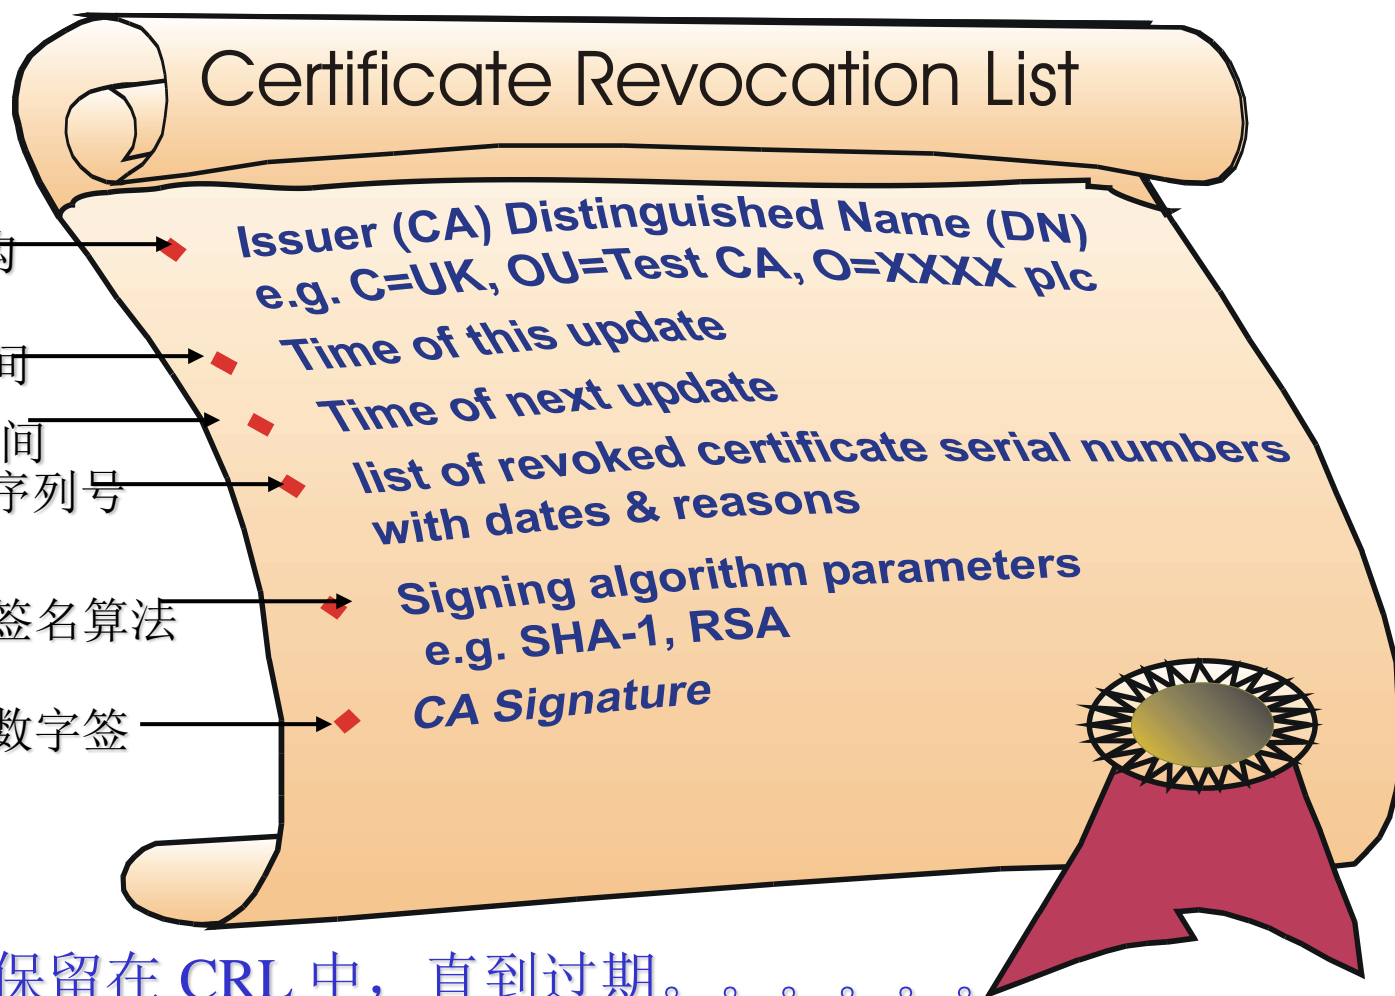 Certificate Revocation List
Issuer (CA) Distinguished Name (DN)
e.g. C=UK, OU=Test CA, O=XXXX plc
Time of this update
间
Time of next update
间
list of revoked certificate serial numbers
序列号
with dates & reasons
Signing algorithm parameters
签名算法
e.g. SHA-1, RSA
CA Signature
数字签
保留在 CRL 中，直到过期。。。。。。